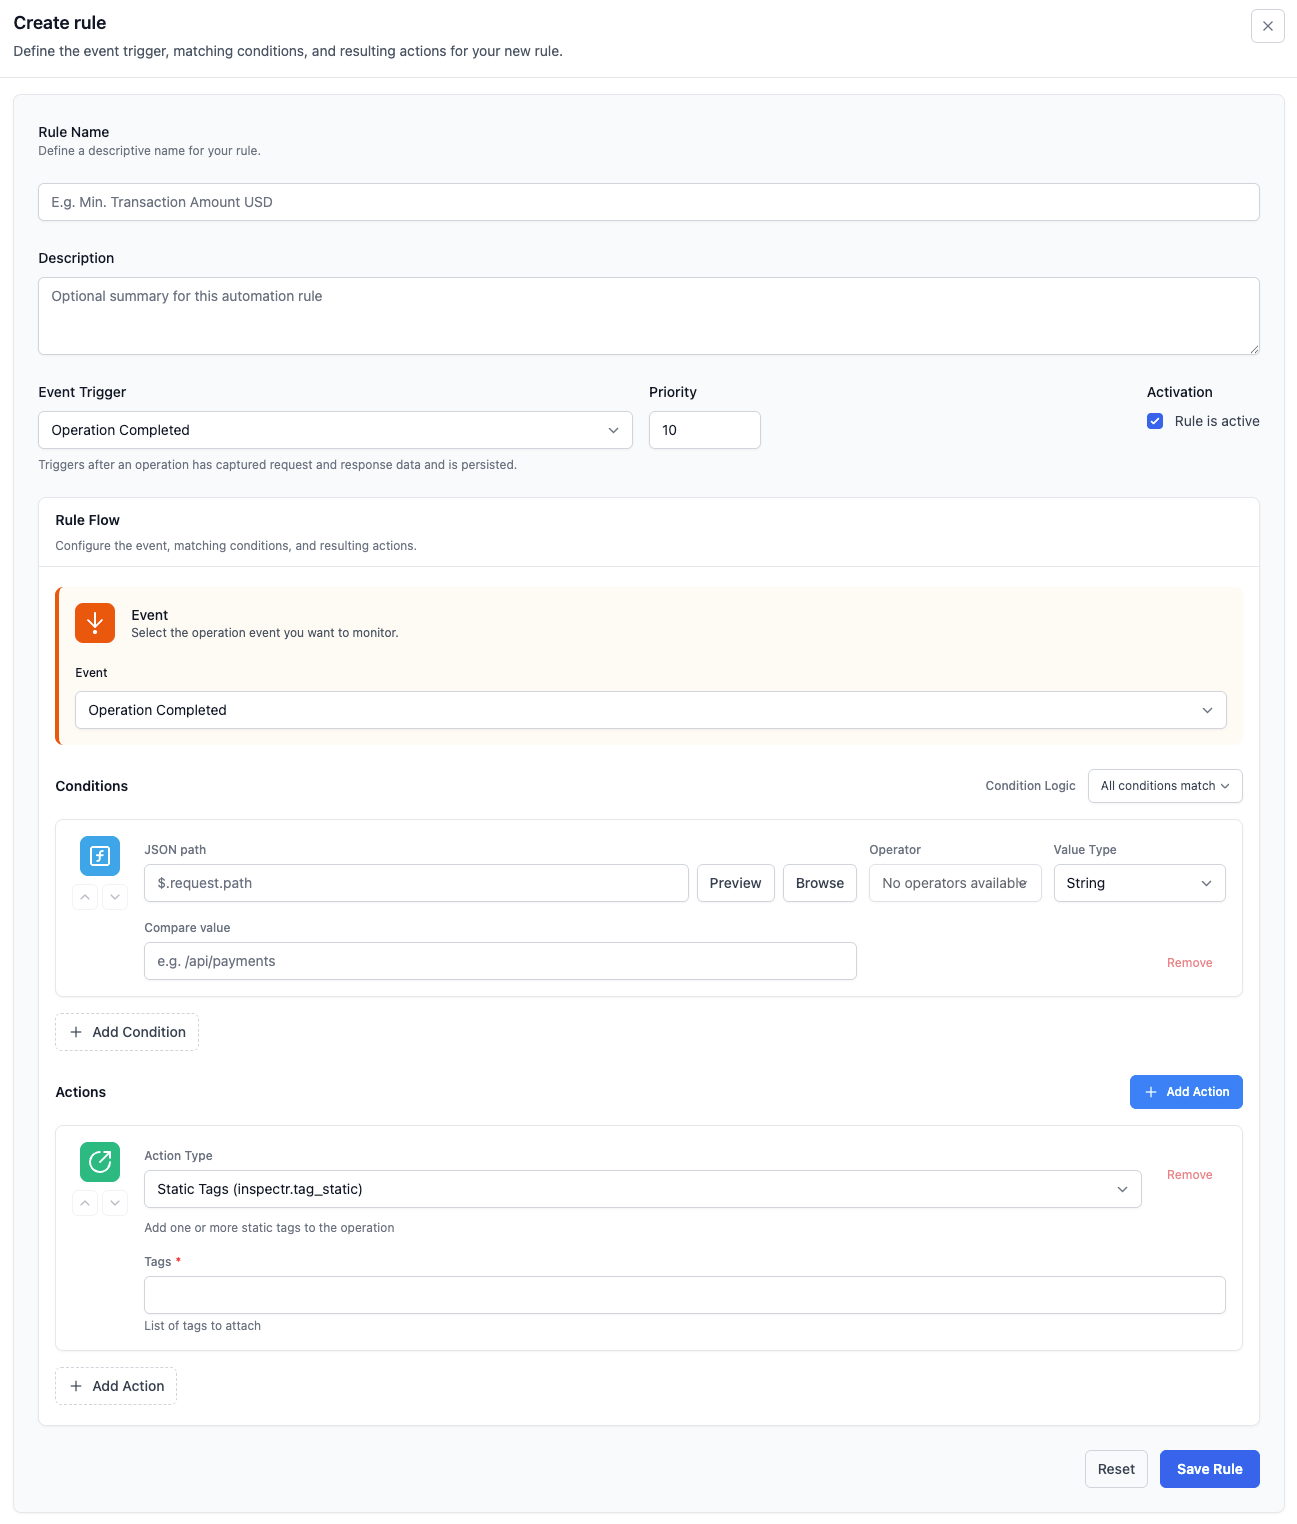 Create rule
Define the event trigger, matching conditions, and resulting actions for your new rule.
Rule Name
Define a descriptive name for your rule.
E.g. Min. Transaction Amount USD
Description
Optional summary for this automation rule
Event Trigger
Priority
Activation
Operation Completed
10
Rule is active
Triggers after an operation has captured request and response data and is persisted.
Rule Flow
Configure the event, matching conditions, and resulting actions.
Event
Select the operation event you want to monitor.
Event
Operation Completed
Conditions
Condition Logic
All conditions match
JSON path
Operator
Value Type
$.request.path
Preview
Browse
No operators available
String
Compare value
e.g. /api/payments
Remove
Add Condition
Actions
Add Action
Action Type
Remove
Static Tags (inspectr.tag_static)
Add one or more static tags to the operation
Tags *
List of tags to attach
Add Action
Reset
Save Rule